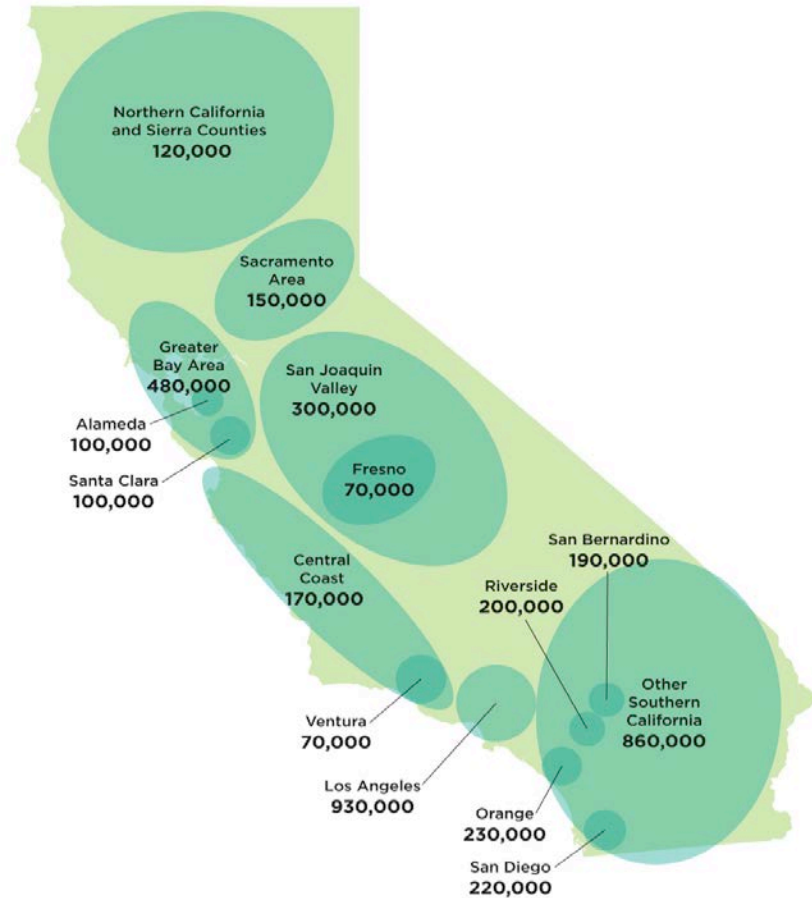 Northern California
and Sierra Counties
120,000
Sacramento
Area
150,000
Greater
Bay Area
480,000
San Joaquin
Valley
300,000
Alameda
100,000
Santa Clara
100,000
Fresno
70,000
San Bernardino
190,000
Central
Coast
170,000
Riverside
200,000
Other
Southern
California
860,000
Ventura
70,000
Los Angeles
930,000
Orange
230,000
San Diego
220,000